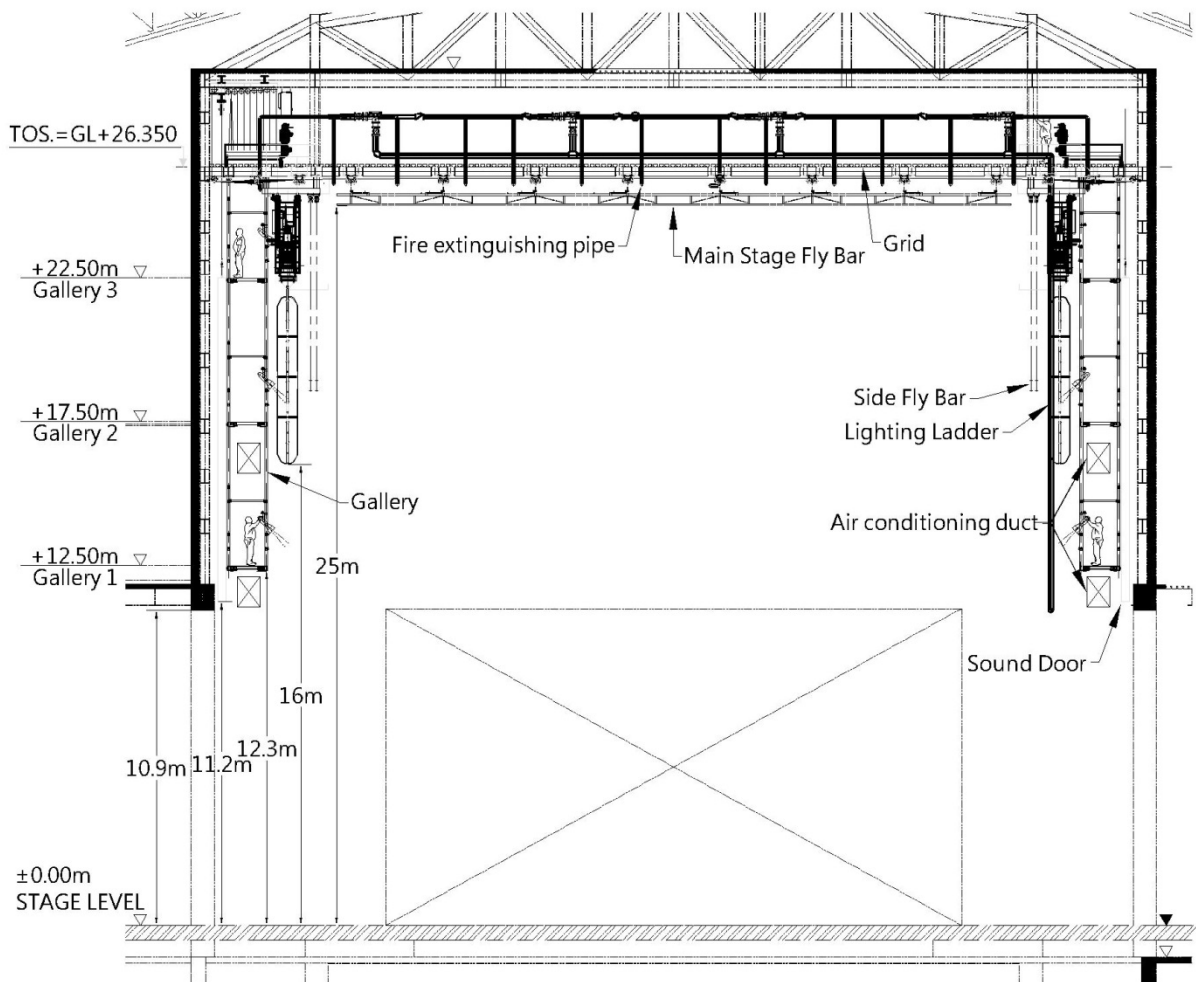 TOS.=GL+26.350
Fire extinguishing pipe
Main Stage Fly Bar
Grid
+22.50m
Gallery 3
Side Fly Bar
+17.50m
Gallery 2
Lighting Ladder
Gallery
Air conditioning duct
+12.50m
Gallery 1
25m
Sound Door
16m
12.3m
11.2m
10.9m
±0.00m
STAGE LEVEL